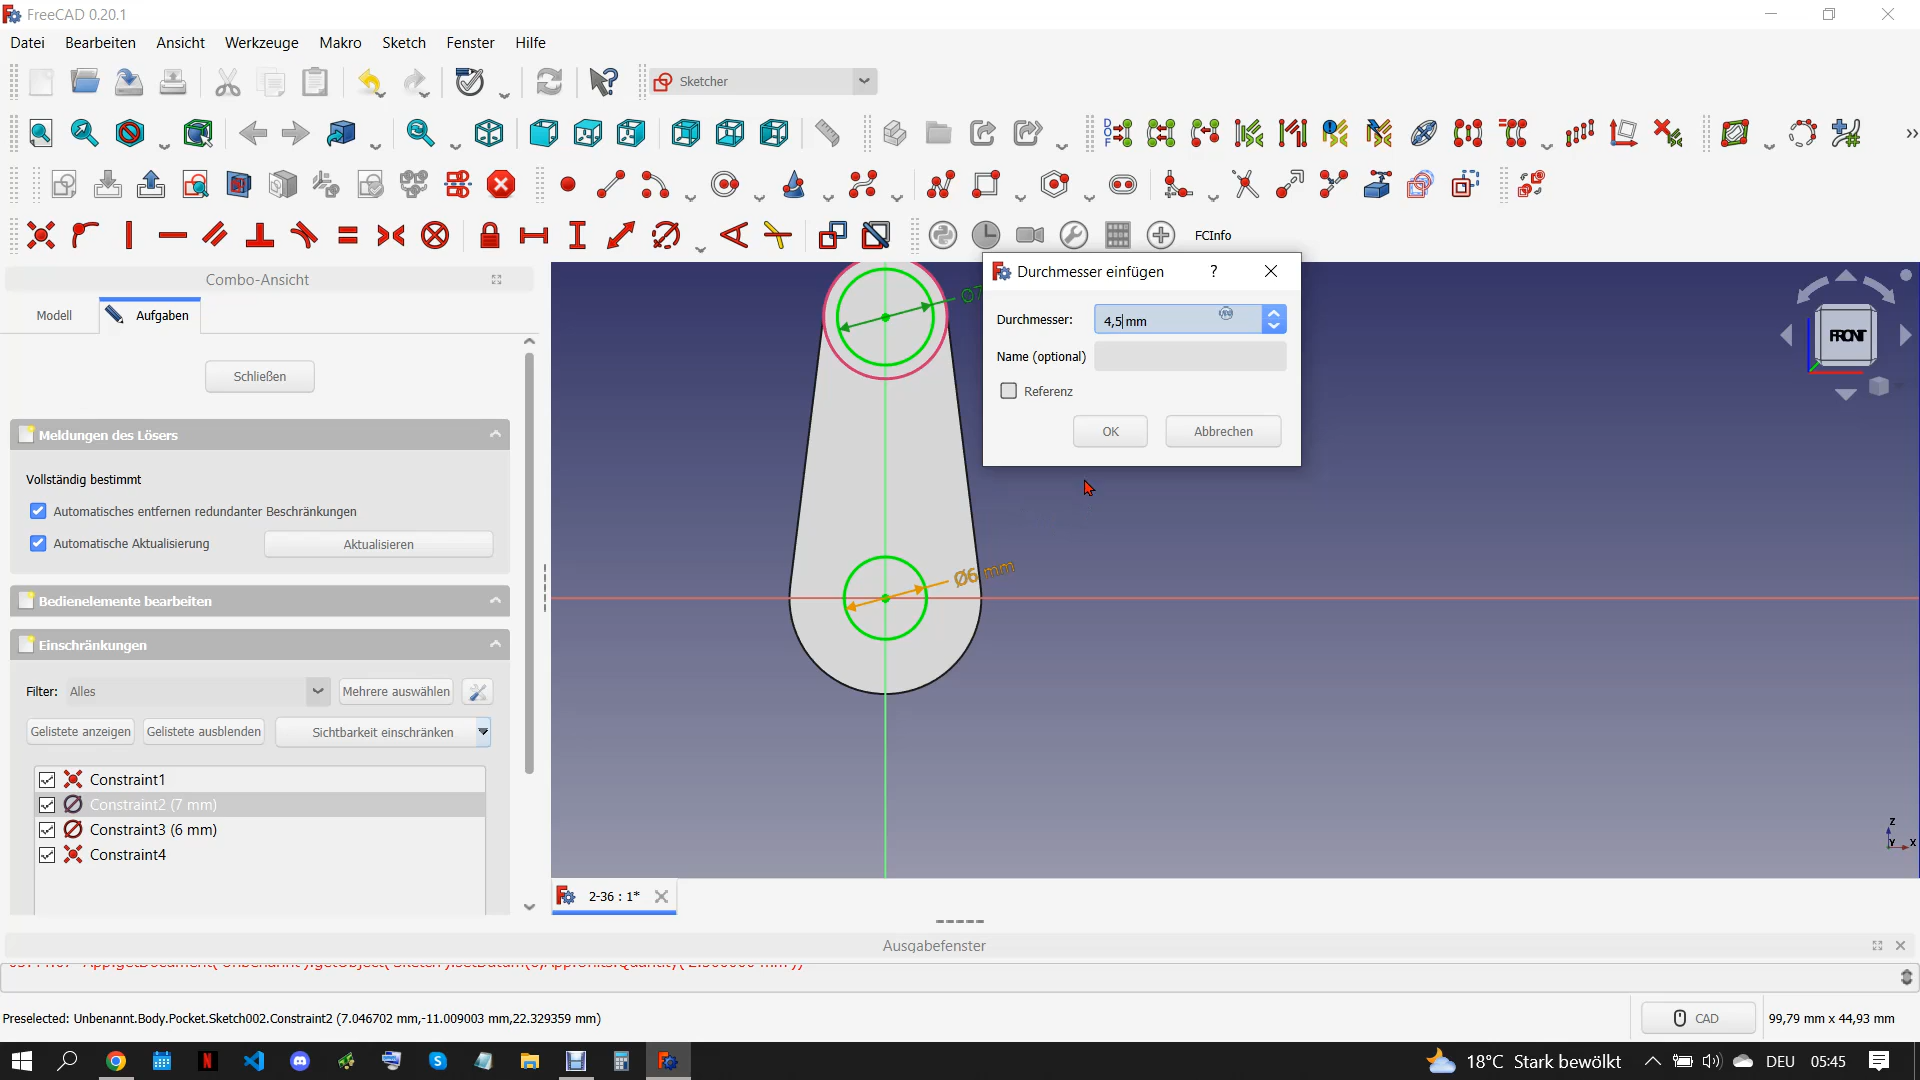 FreeCAD 0.20.1
Datei Bearbeiten Ansicht Werkzeuge Makro Sketch Fenster Hilfe
Sketcher
FCInfo
Combo-Ansicht
Modell Aufgaben
Schließen
Meldungen des Lösers
Vollständig bestimmt
Automatisches entfernen redundanter Beschränkungen
Automatische Aktualisierung Aktualisieren
Bedienelemente bearbeiten
Einschränkungen
Filter: Alles Mehrere auswählen
Gelistete anzeigen Gelistete ausblenden Sichtbarkeit einschränken
Constraint1
Constraint2 (7 mm)
Constraint3 (6 mm)
Constraint4
Durchmesser einfügen ?
Durchmesser: 4,5 mm
Name (optional)
Referenz
OK Abbrechen
Ø7
Ø6 mm
FRONT
Z
Y X
2-36 : 1*
Ausgabefenster
Preselected: Unbenannt.Body.Pocket.Sketch002.Constraint2 (7.046702 mm,-11.009003 mm,22.329359 mm)
CAD 99,79 mm x 44,93 mm
18°C Stark bewölkt DEU 05:45